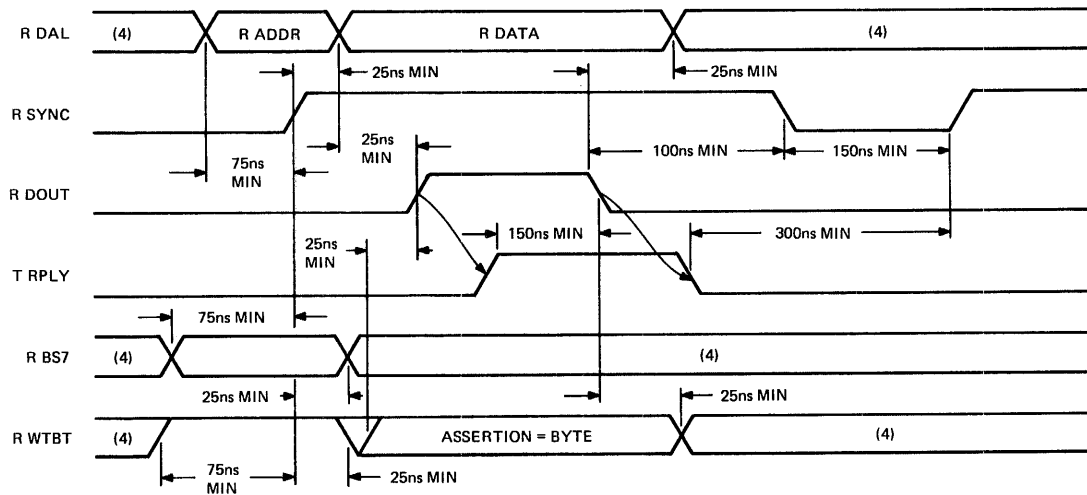 R DAL (4) R ADDR R DATA (4)
25ns MIN 25ns MIN
R SYNC
25ns
MIN
75ns
MIN
100ns MIN 150ns MIN
R DOUT
25ns
MIN
150ns MIN 300ns MIN
T RPLY
75ns MIN
R BS7 (4) (4)
25ns MIN 25ns MIN
R WTBT (4) ASSERTION = BYTE (4)
75ns
MIN
25ns MIN